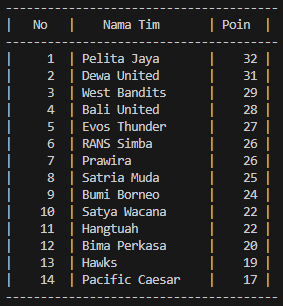 ---------------------------------------
|   No   |    Nama Tim       |  Poin  |
---------------------------------------
|     1  | Pelita Jaya       |    32  |
|     2  | Dewa United       |    31  |
|     3  | West Bandits      |    29  |
|     4  | Bali United       |    28  |
|     5  | Evos Thunder      |    27  |
|     6  | RANS Simba        |    26  |
|     7  | Prawira           |    26  |
|     8  | Satria Muda       |    25  |
|     9  | Bumi Borneo       |    24  |
|    10  | Satya Wacana      |    22  |
|    11  | Hangtuah          |    22  |
|    12  | Bima Perkasa      |    20  |
|    13  | Hawks             |    19  |
|    14  | Pacific Caesar    |    17  |
---------------------------------------